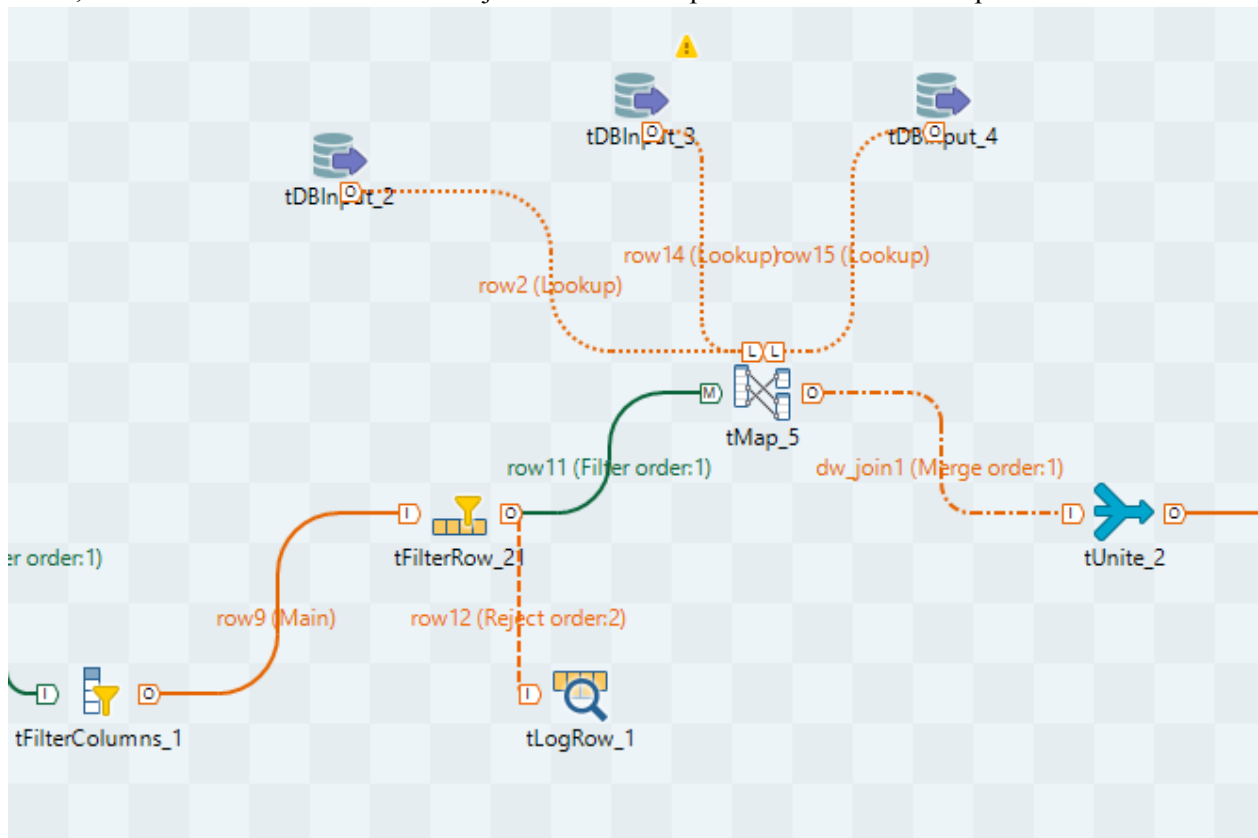 tDBInput_3
tDBInput_4
tDBInput_2
row14 (Lookup)
row15 (Lookup)
row2 (Lookup)
L
L
M
O
tMap_5
row11 (Filter order:1)
dw_join1 (Merge order:1)
I
O
I
O
er order:1)
tFilterRow_21
tUnite_2
row9 (Main)
row12 (Reject order:2)
I
O
I
tFilterColumns_1
tLogRow_1